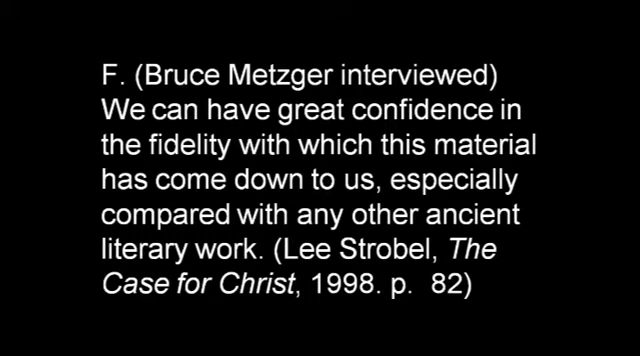 F. (Bruce Metzger interviewed)
We can have great confidence in
the fidelity with which this material
has come down to us, especially
compared with any other ancient
literary work. (Lee Strobel, The
Case for Christ, 1998. p.  82)